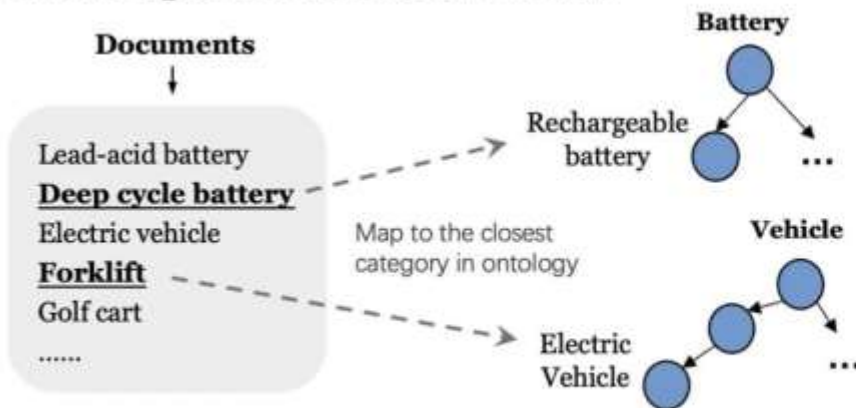 Documents
Lead-acid battery
Deep cycle battery
Electric vehicle
Forklift
Golf cart
......
Map to the closest
category in ontology
Battery
Rechargeable
battery
...
Vehicle
Electric
Vehicle
...